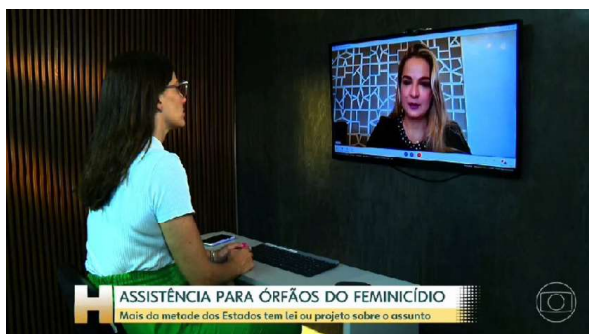 H
ASSISTÊNCIA PARA ÓRFÃOS DO FEMINICÍDIO
Mais da metade dos Estados tem lei ou projeto sobre o assunto